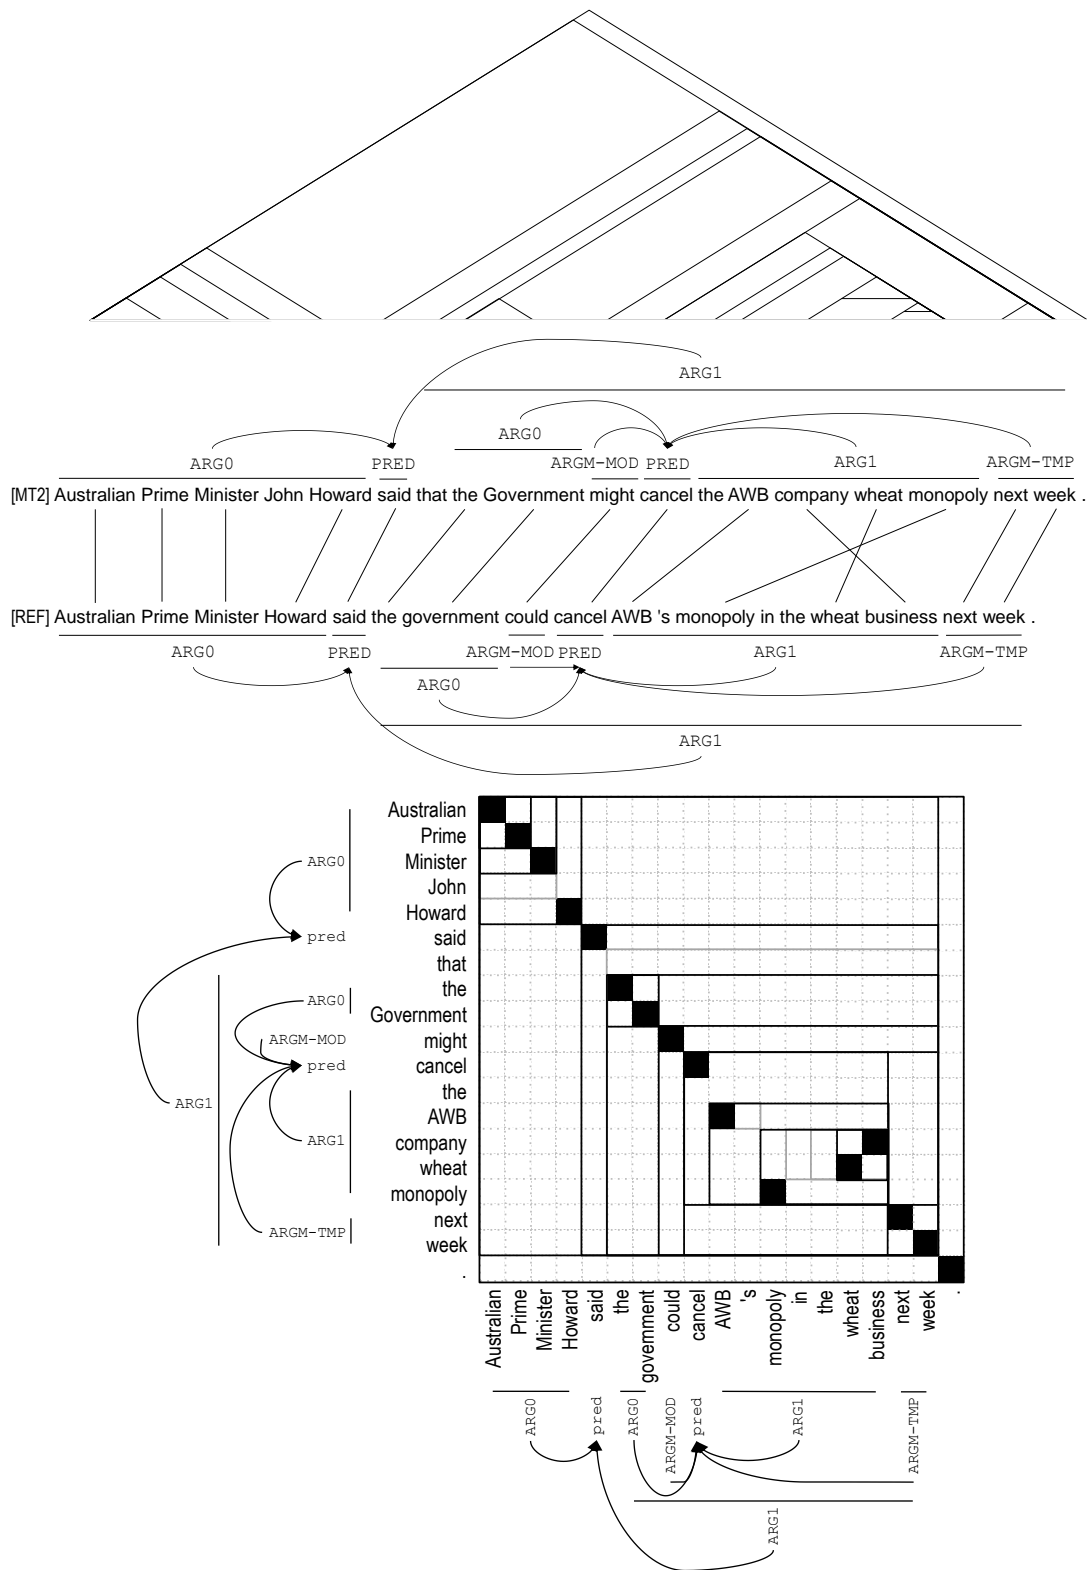 ARG1
ARG0
ARG0 PRED ARGM-MOD PRED ARG1 ARGM-TMP
[MT2] Australian Prime Minister John Howard said that the Government might cancel the AWB company wheat monopoly next week .
[REF] Australian Prime Minister Howard said the government could cancel AWB 's monopoly in the wheat business next week .
ARG0 PRED ARGM-MOD PRED ARG1 ARGM-TMP
ARG0
ARG1
Australian
Prime
ARG0 Minister
John
Howard
pred said
that
the
ARG0 Government
ARGM-MOD might
pred cancel
the
ARG1 AWB
ARG1 company
wheat
monopoly
ARGM-TMP next
week
.
Australian Prime Minister Howard said the government could cancel AWB 's monopoly in the wheat business next week .
ARG0 pred ARG0 ARGM-MOD pred ARG1 ARGM-TMP
ARG1